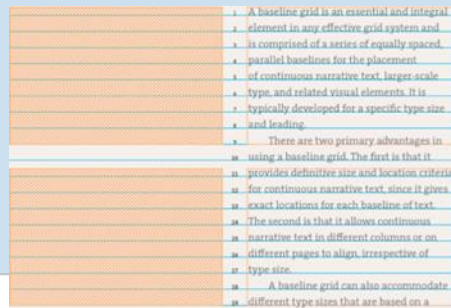 1 A baseline grid is an essential and integral
2 element in any effective grid system and
3 is comprised of a series of equally spaced,
4 parallel baselines for the placement
5 of continuous narrative text, larger-scale
6 type, and related visual elements. It is
7 typically developed for a specific type size
8 and leading.
9 There are two primary advantages in
10 using a baseline grid. The first is that it
11 provides definitive size and location criteria
12 for continuous narrative text, since it gives
13 exact locations for each baseline of text.
14 The second is that it allows continuous
15 narrative text in different columns or on
16 different pages to align, irrespective of
17 type size.
18 A baseline grid can also accommodate
19 different type sizes that are based on a